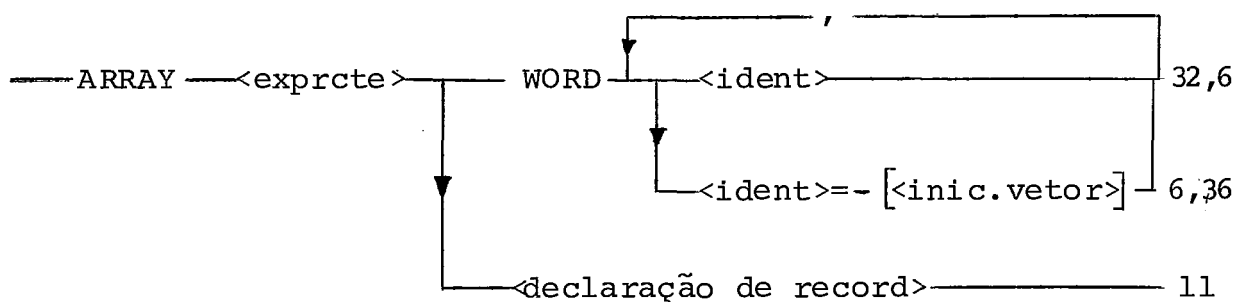 ,
ARRAY <exprcte> WORD <ident> 32,6
<ident>=- [<inic.vetor>] 6,36
<declaração de record> 11